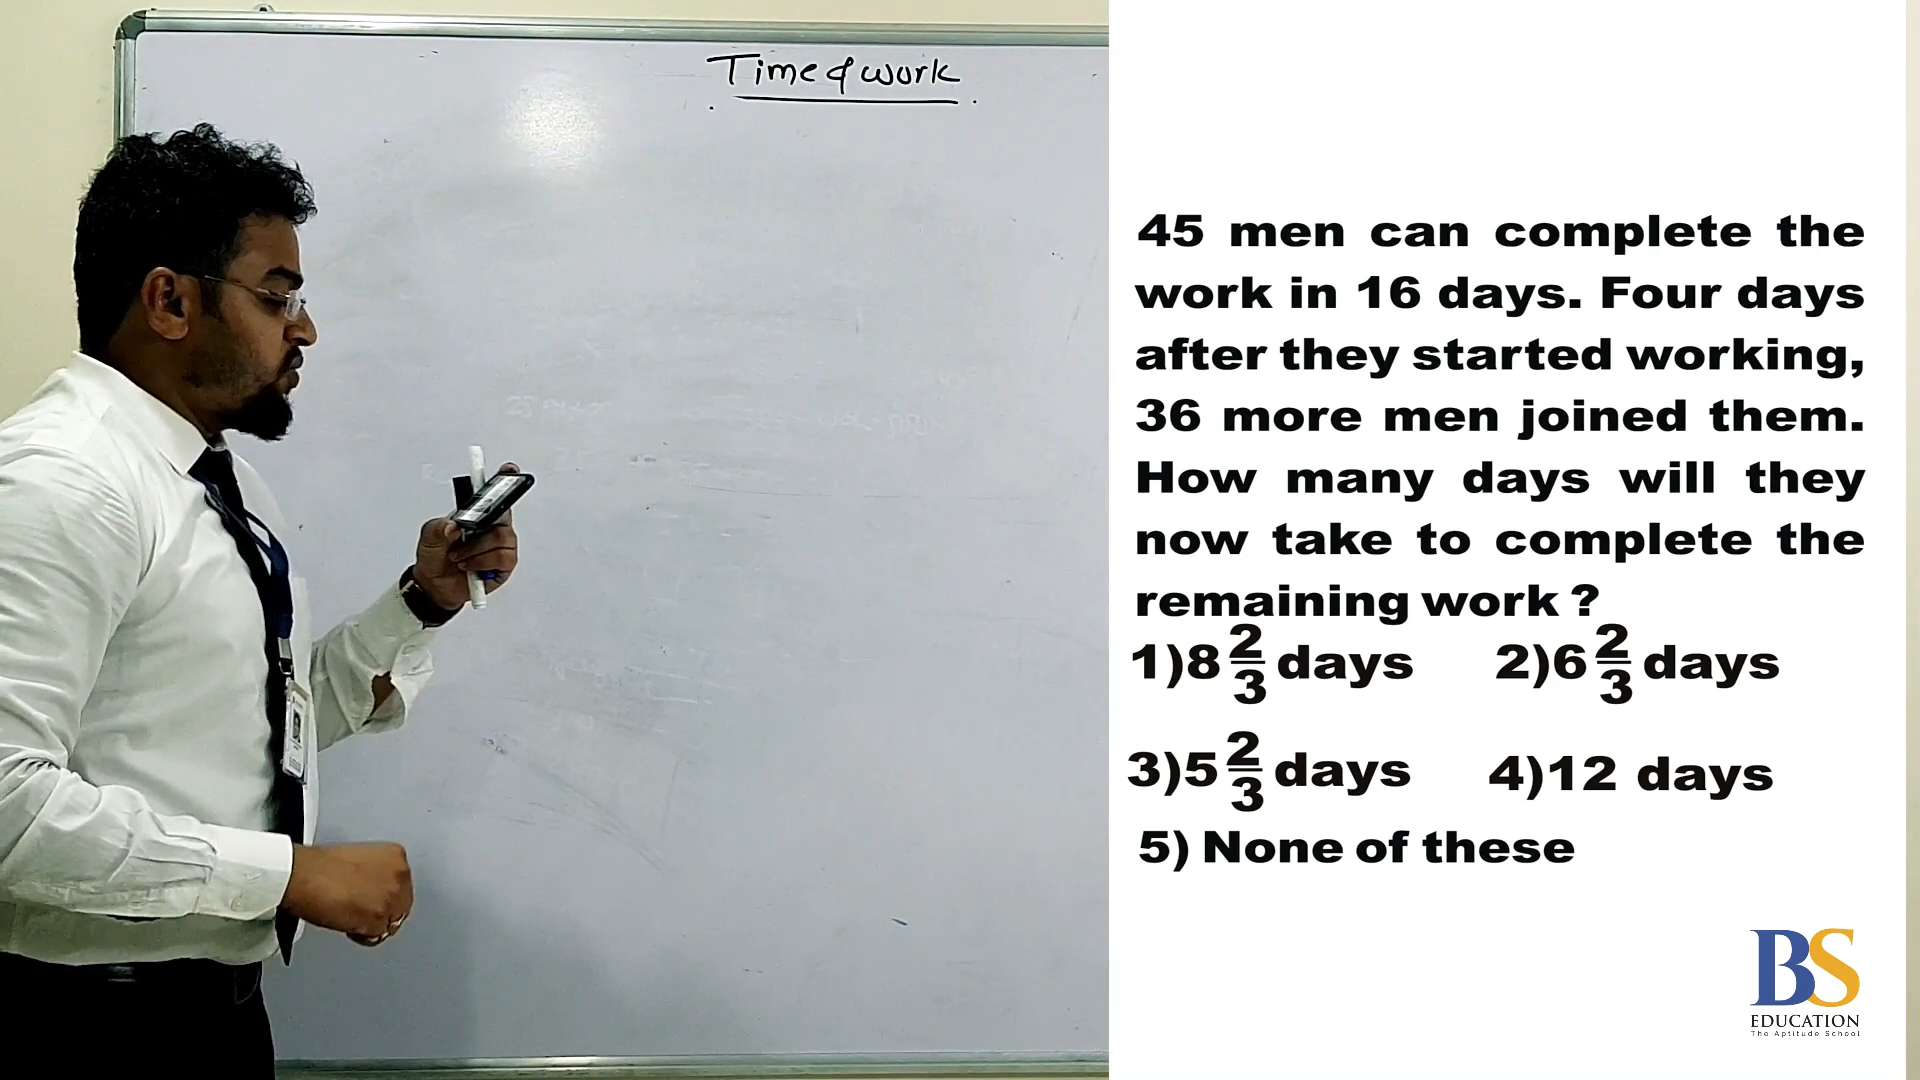 Time & work
45 men can complete the
work in 16 days. Four days
after they started working,
36 more men joined them.
How many days will they
now take to complete the
remaining work ?
1) 8 2/3 days 2) 6 2/3 days
3) 5 2/3 days 4) 12 days
5) None of these
BS
EDUCATION
The Aptitude School